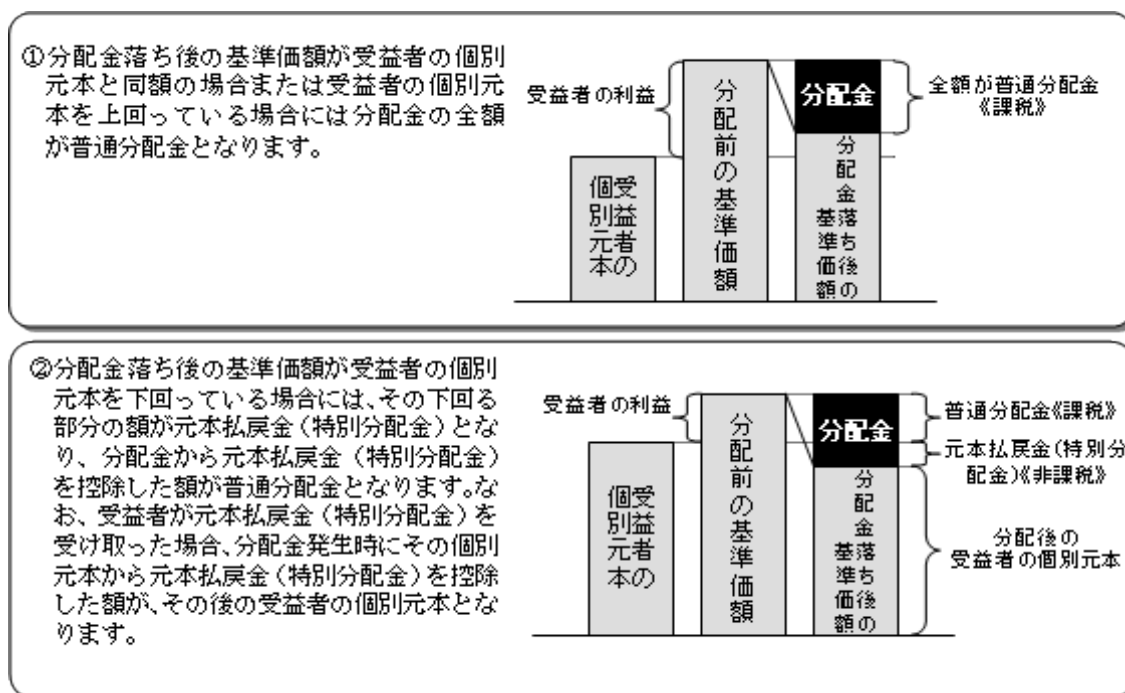 ①分配金落ち後の基準価額が受益者の個別
元本と同額の場合または受益者の個別元
本を上回っている場合には分配金の全額
が普通分配金となります。
受益者の利益
受益者の
個別元本
分配前の基準価額
分配金
分配金
落ち後の
基準価額
全額が普通分配金
《課税》
②分配金落ち後の基準価額が受益者の個別
元本を下回っている場合には、その下回る
部分の額が元本払戻金(特別分配金)とな
り、分配金から元本払戻金(特別分配金)
を控除した額が普通分配金となります。な
お、受益者が元本払戻金(特別分配金)を
受け取った場合、分配金発生時にその個別
元本から元本払戻金(特別分配金)を控除
した額が、その後の受益者の個別元本とな
ります。
受益者の利益
受益者の
個別元本
分配前の基準価額
分配金
分配金
落ち後の
基準価額
普通分配金《課税》
元本払戻金(特別分
配金)《非課税》
分配後の
受益者の個別元本